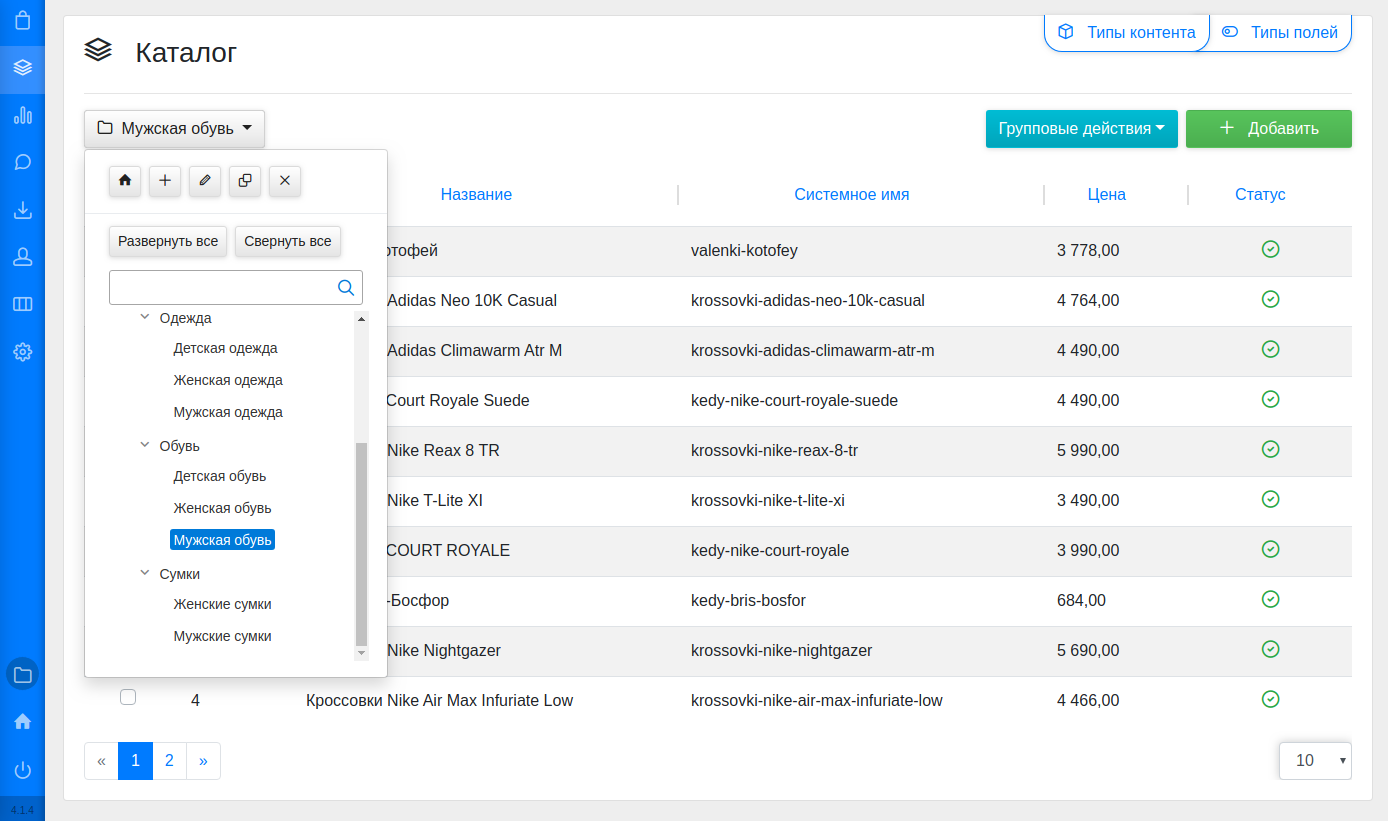 Каталог
Типы контента Типы полей
Мужская обувь
Групповые действия + Добавить
Название Системное имя Цена Статус
Развернуть все Свернуть все
valenki-kotofey 3 778,00
Adidas Neo 10K Casual krossovki-adidas-neo-10k-casual 4 764,00
Одежда
Детская одежда
Adidas Climawarm Atr M krossovki-adidas-climawarm-atr-m 4 490,00
Женская одежда
Court Royale Suede kedy-nike-court-royale-suede 4 490,00
Мужская одежда
Обувь
Nike Reax 8 TR krossovki-nike-reax-8-tr 5 990,00
Детская обувь
Nike T-Lite XI krossovki-nike-t-lite-xi 3 490,00
Женская обувь
Мужская обувь
COURT ROYALE kedy-nike-court-royale 3 990,00
Сумки
Женские сумки
-Босфор kedy-bris-bosfor 684,00
Мужские сумки
Nike Nightgazer krossovki-nike-nightgazer 5 690,00
4 Кроссовки Nike Air Max Infuriate Low krossovki-nike-air-max-infuriate-low 4 466,00
« 1 2 »
10
4.1.4